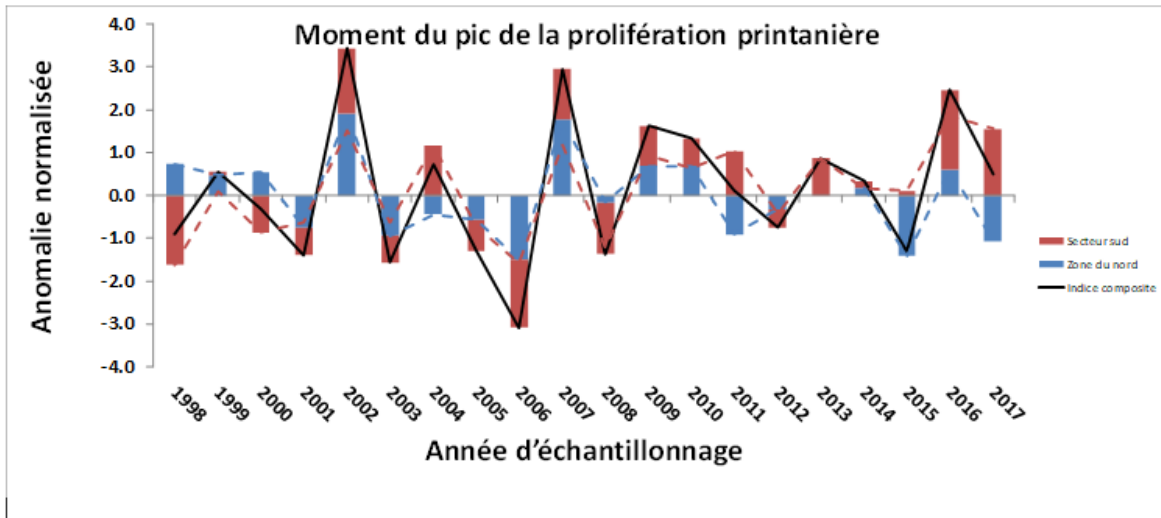 Moment du pic de la prolifération printanière
Anomalie normalisée
4.0
3.0
2.0
1.0
0.0
-1.0
-2.0
-3.0
-4.0
1998 1999 2000 2001 2002 2003 2004 2005 2006 2007 2008 2009 2010 2011 2012 2013 2014 2015 2016 2017
Année d'échantillonnage
Secteur sud
Zone du nord
Indice composite